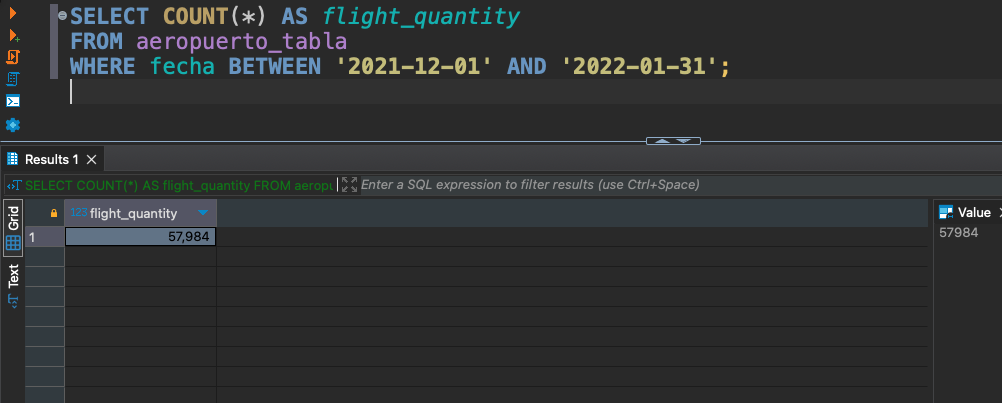 SELECT COUNT(*) AS flight_quantity
FROM aeropuerto_tabla
WHERE fecha BETWEEN '2021-12-01' AND '2022-01-31';
Results 1
SELECT COUNT(*) AS flight_quantity FROM aeropu
Enter a SQL expression to filter results (use Ctrl+Space)
Grid
Text
123 flight_quantity
1
57,984
Value
57984